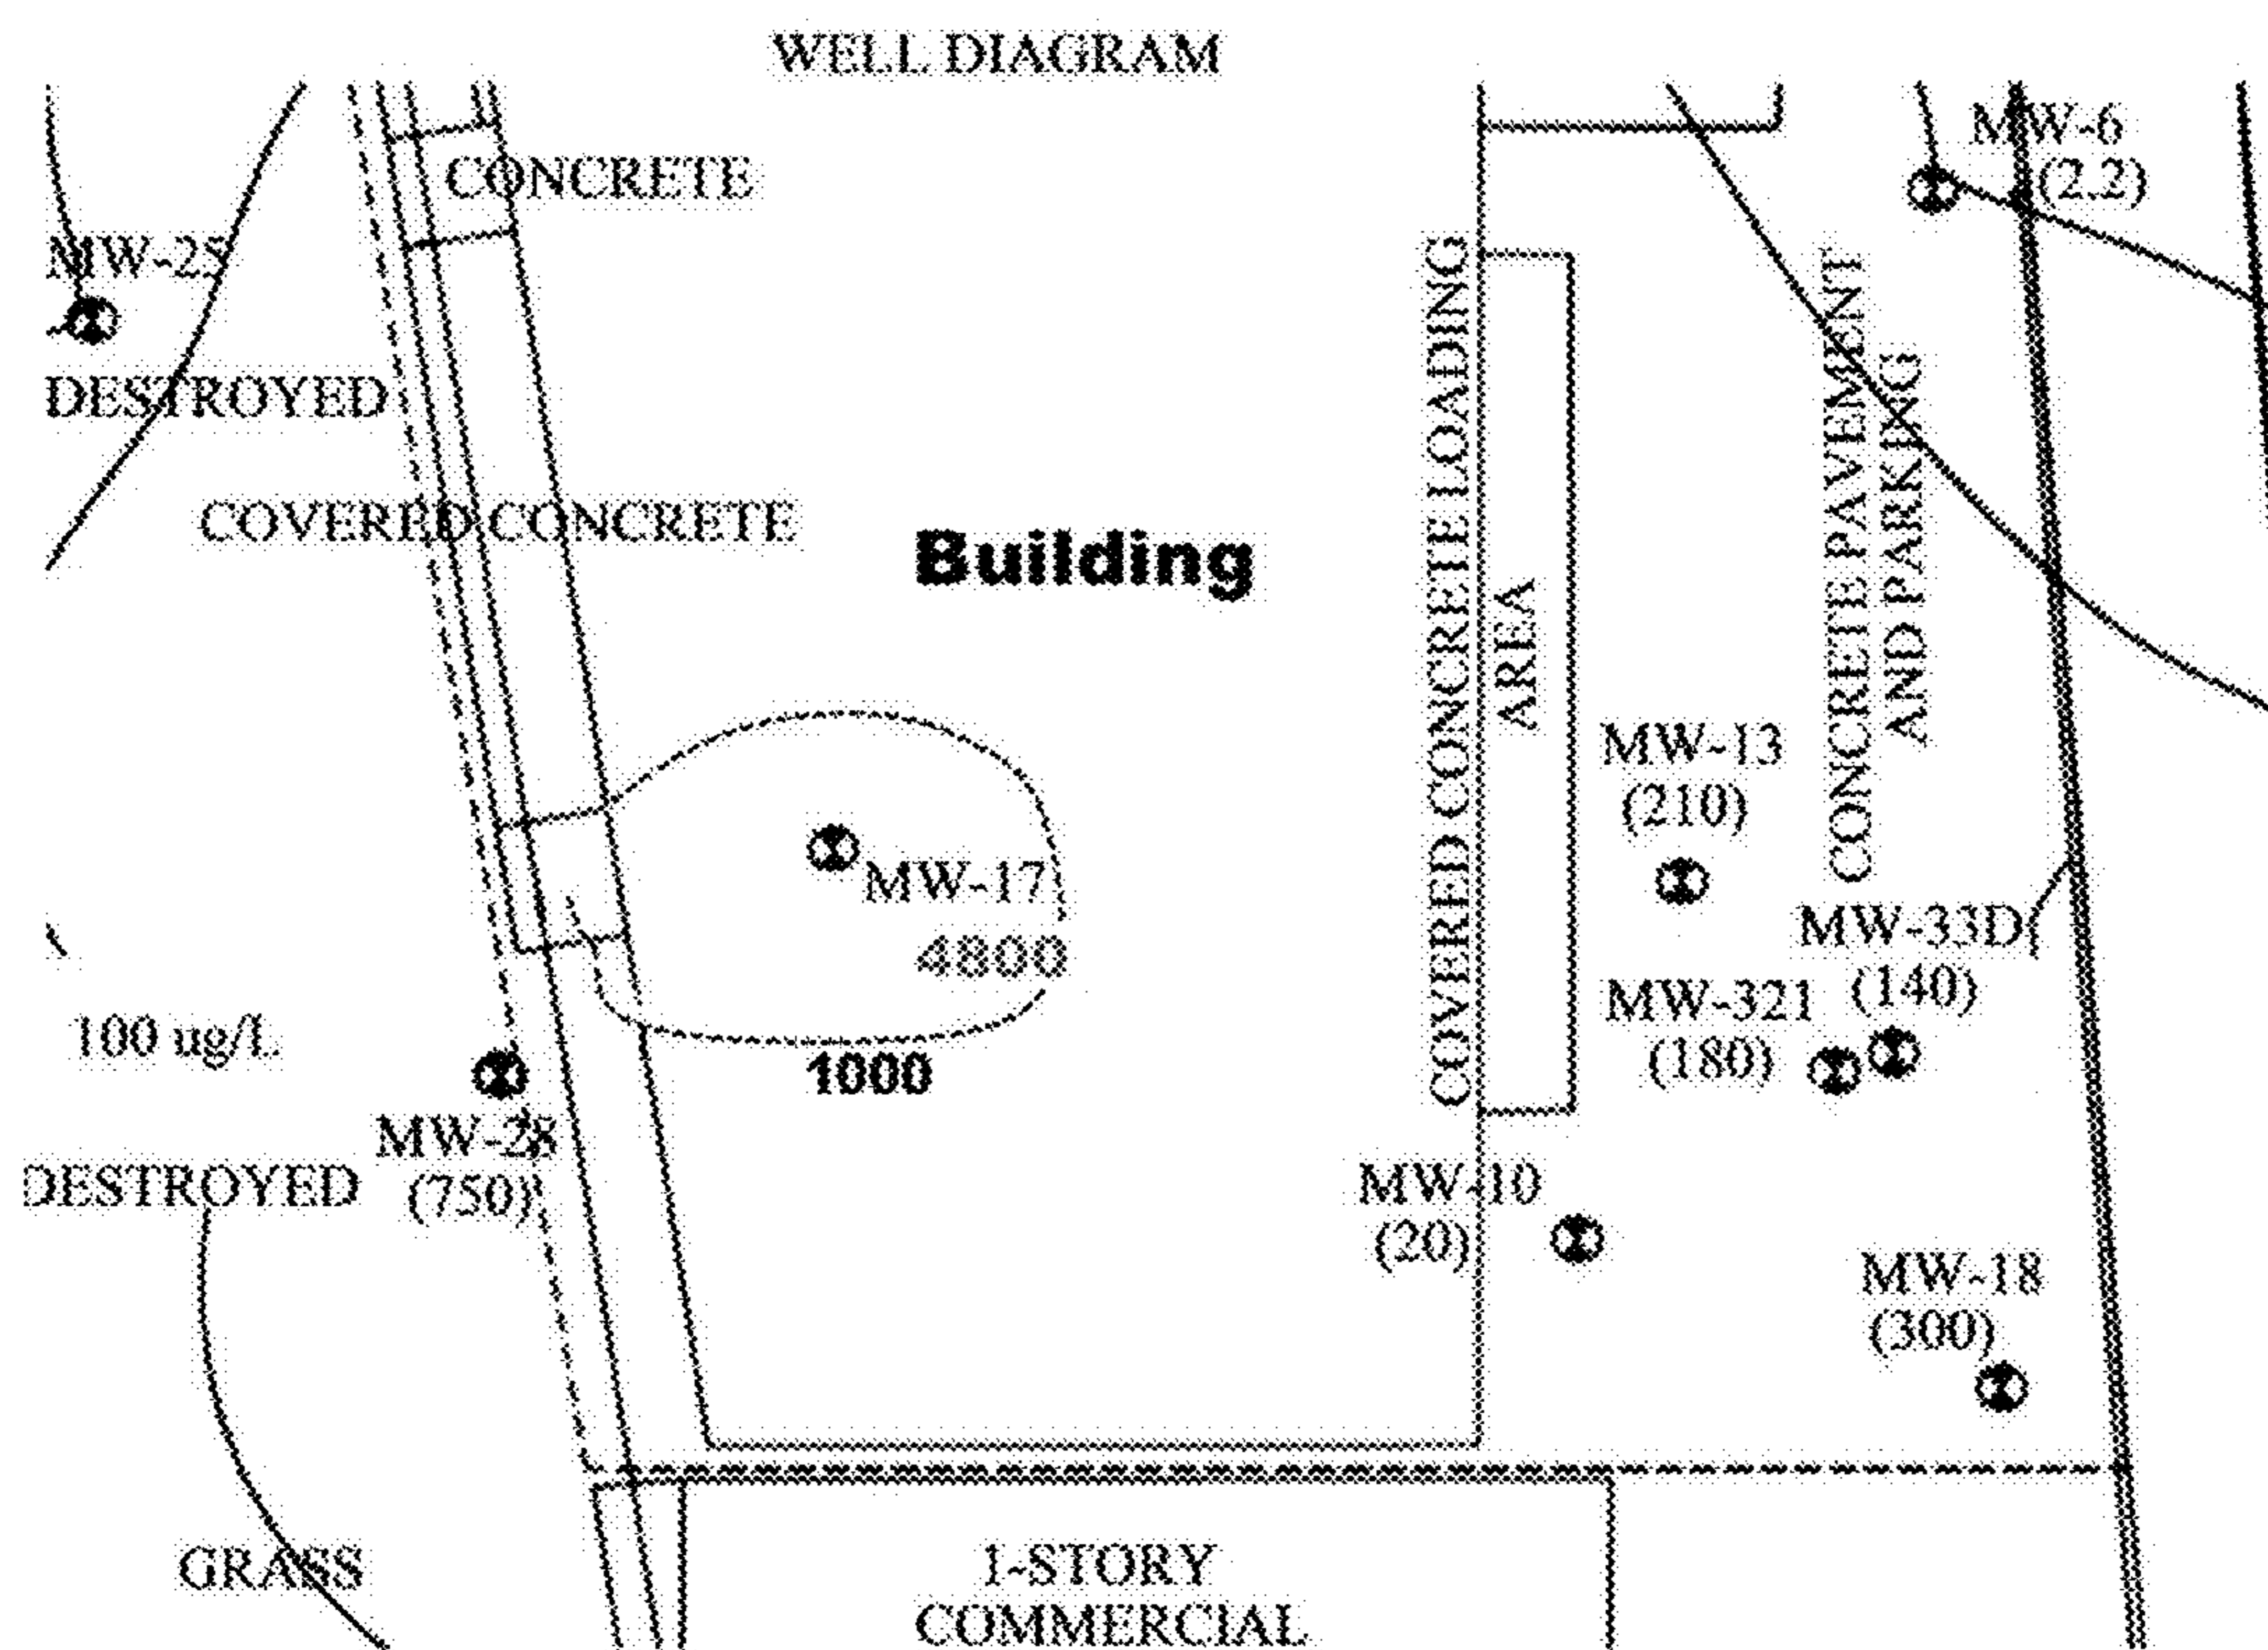 WELL DIAGRAM
MW-6
(2.2)
CONCRETE
MW-25
DESTROYED
COVERED CONCRETE
Building
COVERED CONCRETE LOADING
AREA
CONCRETE PAVEMENT
AND PARKING
MW-13
(210)
MW-17
4800
MW-33D
(140)
MW-321
(180)
100 ug/L
1000
MW-28
(750)
DESTROYED
MW-10
(20)
MW-18
(300)
GRASS
1-STORY
COMMERCIAL